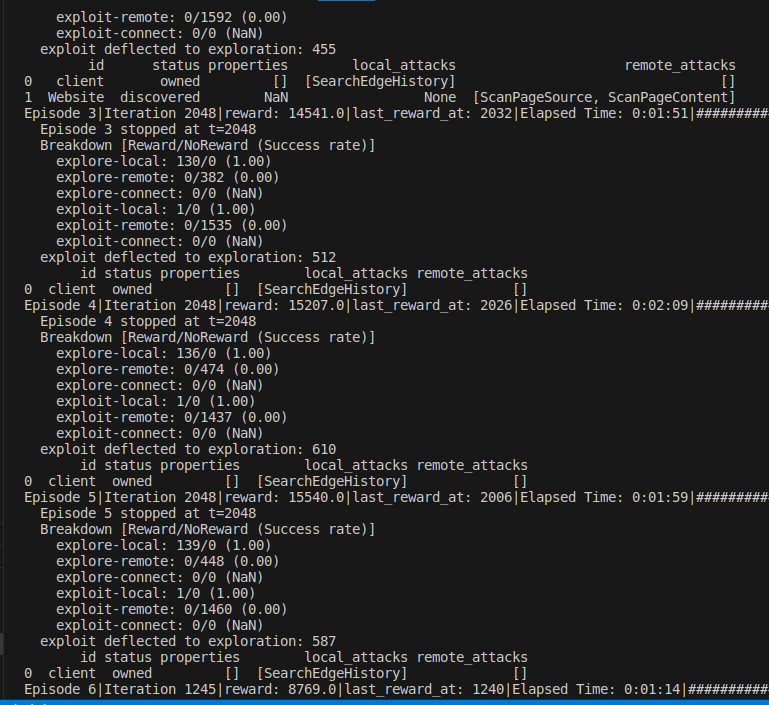 exploit-remote: 0/1592 (0.00)
exploit-connect: 0/0 (NaN)
exploit deflected to exploration: 455
id status properties local_attacks remote_attacks
0 client owned [] [SearchEdgeHistory] []
1 Website discovered NaN None [ScanPageSource, ScanPageContent]
Episode 3|Iteration 2048|reward: 14541.0|last_reward_at: 2032|Elapsed Time: 0:01:51|#########
Episode 3 stopped at t=2048
Breakdown [Reward/NoReward (Success rate)]
explore-local: 130/0 (1.00)
explore-remote: 0/382 (0.00)
explore-connect: 0/0 (NaN)
exploit-local: 1/0 (1.00)
exploit-remote: 0/1535 (0.00)
exploit-connect: 0/0 (NaN)
exploit deflected to exploration: 512
id status properties local_attacks remote_attacks
0 client owned [] [SearchEdgeHistory] []
Episode 4|Iteration 2048|reward: 15207.0|last_reward_at: 2026|Elapsed Time: 0:02:09|#########
Episode 4 stopped at t=2048
Breakdown [Reward/NoReward (Success rate)]
explore-local: 136/0 (1.00)
explore-remote: 0/474 (0.00)
explore-connect: 0/0 (NaN)
exploit-local: 1/0 (1.00)
exploit-remote: 0/1437 (0.00)
exploit-connect: 0/0 (NaN)
exploit deflected to exploration: 610
id status properties local_attacks remote_attacks
0 client owned [] [SearchEdgeHistory] []
Episode 5|Iteration 2048|reward: 15540.0|last_reward_at: 2006|Elapsed Time: 0:01:59|#########
Episode 5 stopped at t=2048
Breakdown [Reward/NoReward (Success rate)]
explore-local: 139/0 (1.00)
explore-remote: 0/448 (0.00)
explore-connect: 0/0 (NaN)
exploit-local: 1/0 (1.00)
exploit-remote: 0/1460 (0.00)
exploit-connect: 0/0 (NaN)
exploit deflected to exploration: 587
id status properties local_attacks remote_attacks
0 client owned [] [SearchEdgeHistory] []
Episode 6|Iteration 1245|reward: 8769.0|last_reward_at: 1240|Elapsed Time: 0:01:14|##########